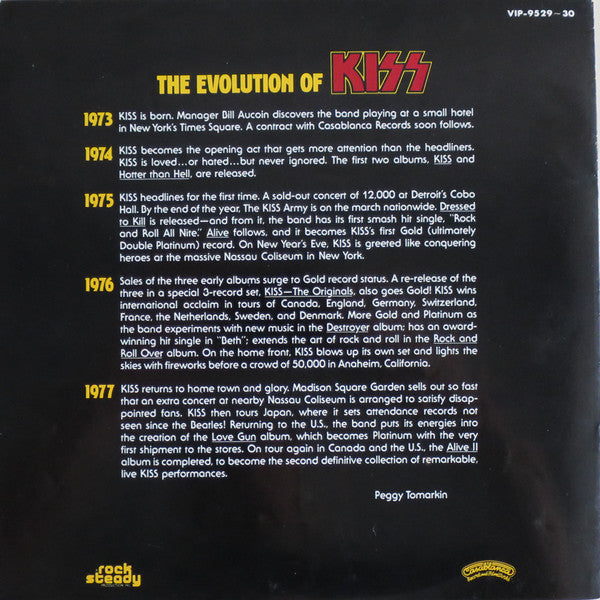 VIP-9529~30
THE EVOLUTION OF KISS
1973 KISS is born. Manager Bill Aucoin discovers the band playing at a small hotel
in New York's Times Square. A contract with Casablanca Records soon follows.
1974 KISS becomes the opening act that gets more attention than the headliners.
KISS is loved...or hated...but never ignored. The first two albums, KISS and
Hotter than Hell, are released.
1975 KISS headlines for the first time. A sold-out concert of 12,000 at Detroit's Cobo
Hall. By the end of the year, The KISS Army is on the march nationwide. Dressed
to Kill is released—and from it, the band has its first smash hit single, "Rock
and Roll All Nite." Alive follows, and it becomes KISS's first Gold (ultimately
Double Platinum) record. On New Year's Eve, KISS is greeted like conquering
heroes at the massive Nassau Coliseum in New York.
1976 Sales of the three early albums surge to Gold record status. A re-release of the
three in a special 3-record set, KISS—The Originals, also goes Gold! KISS wins
international acclaim in tours of Canada, England, Germany, Switzerland,
France, the Netherlands, Sweden, and Denmark. More Gold and Platinum as
the band experiments with new music in the Destroyer album: has an award-
winning hit single in "Beth"; extends the art of rock and roll in the Rock and
Roll Over album. On the home front, KISS blows up its own set and lights the
skies with fireworks before a crowd of 50,000 in Anaheim, California.
1977 KISS returns to home town and glory. Madison Square Garden sells out so fast
that an extra concert at nearby Nassau Coliseum is arranged to satisfy disap-
pointed fans. KISS then tours Japan, where it sets attendance records not
seen since the Beatles! Returning to the U.S., the band puts its energies into
the creation of the Love Gun album, which becomes Platinum with the very
first shipment to the stores. On tour again in Canada and the U.S., the Alive II
album is completed, to become the second definitive collection of remarkable,
live KISS performances.
Peggy Tomarkin
rock
steady
Casablanca
Record and FilmWorks